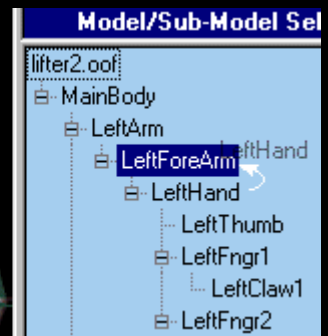 Model/Sub-Model Sel
lifter2.oof
MainBody
LeftArm
LeftForeArm
LeftHand
LeftHand
LeftThumb
LeftFngr1
LeftClaw1
LeftFngr2